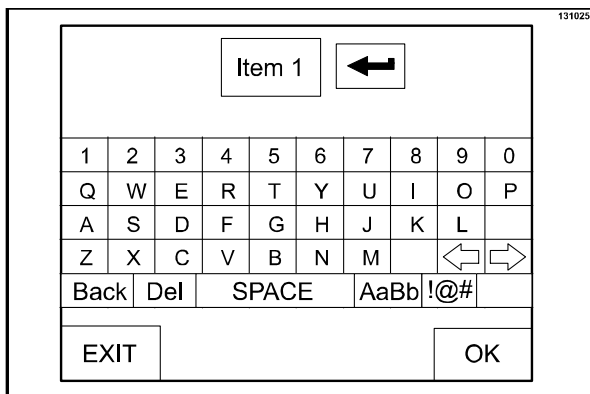 131025
Item 1
1 2 3 4 5 6 7 8 9 0
Q W E R T Y U I O P
A S D F G H J K L
Z X C V B N M
Back Del SPACE AaBb !@#
EXIT OK